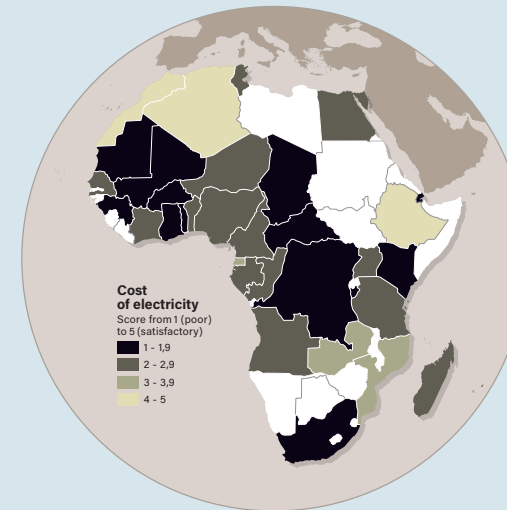 Cost
of electricity
Score from 1 (poor)
to 5 (satisfactory)
1 - 1,9
2 - 2,9
3 - 3,9
4 - 5